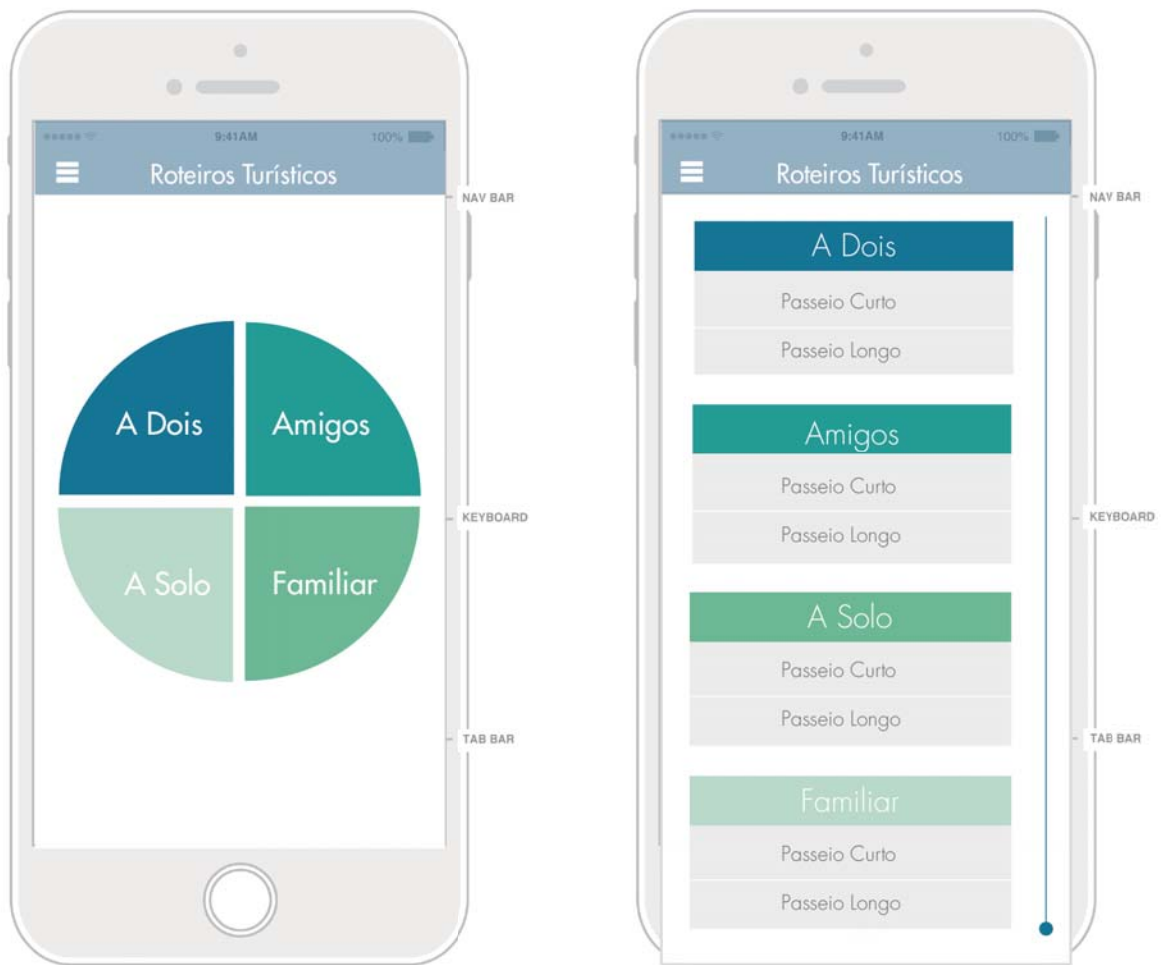 9:41AM 100%
Roteiros Turísticos
NAV BAR
A Dois Amigos
KEYBOARD
A Solo Familiar
TAB BAR
9:41AM 100%
Roteiros Turísticos
NAV BAR
A Dois
Passeio Curto
Passeio Longo
Amigos
Passeio Curto
KEYBOARD
Passeio Longo
A Solo
Passeio Curto
Passeio Longo
TAB BAR
Familiar
Passeio Curto
Passeio Longo